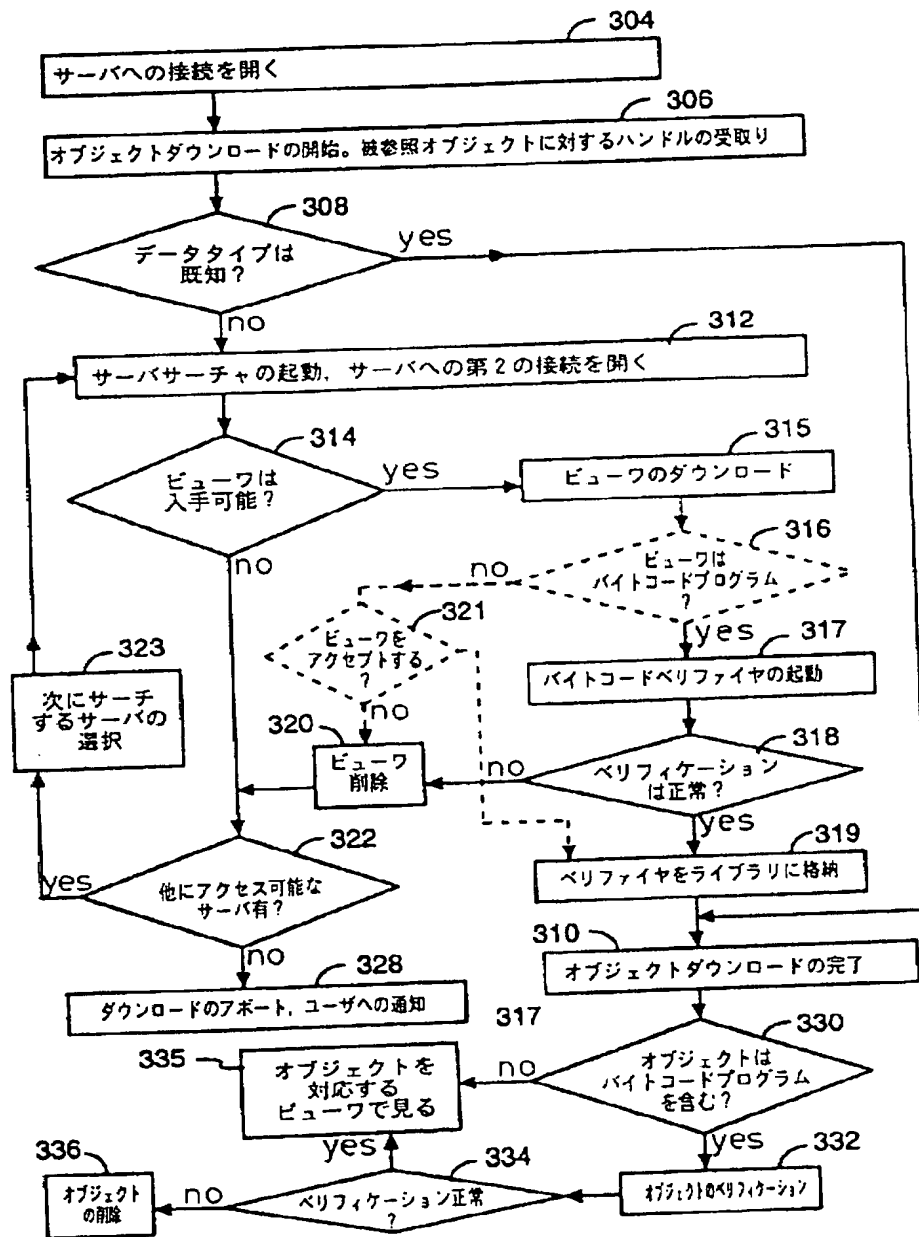 304
サーバへの接続を開く
306
オブジェクトダウンロードの開始。被参照オブジェクトに対するハンドルの受取り
308
データタイプは
既知?
yes
no
312
サーバサーチャの起動, サーバへの第2の接続を開く
314
ビューワは
入手可能?
yes
no
315
ビューワのダウンロード
316
ビューワは
バイトコードプログラム
?
no
yes
321
ビューワを
アクセプトする
?
no
317
バイトコードベリファイヤの起動
323
次にサーチ
するサーバの
選択
320
ビューワ
削除
318
ベリフィケーション
は正常?
no
yes
322
他にアクセス可能な
サーバ有?
yes
no
319
ベリファイヤをライブラリに格納
310
オブジェクトダウンロードの完了
328
ダウンロードのアボート, ユーザへの通知
317
330
オブジェクトは
バイトコードプログラム
を含む?
no
yes
335
オブジェクトを
対応する
ビューワで見る
yes
332
オブジェクトのベリフィケーション
334
ベリフィケーション正常
?
no
336
オブジェクト
の削除